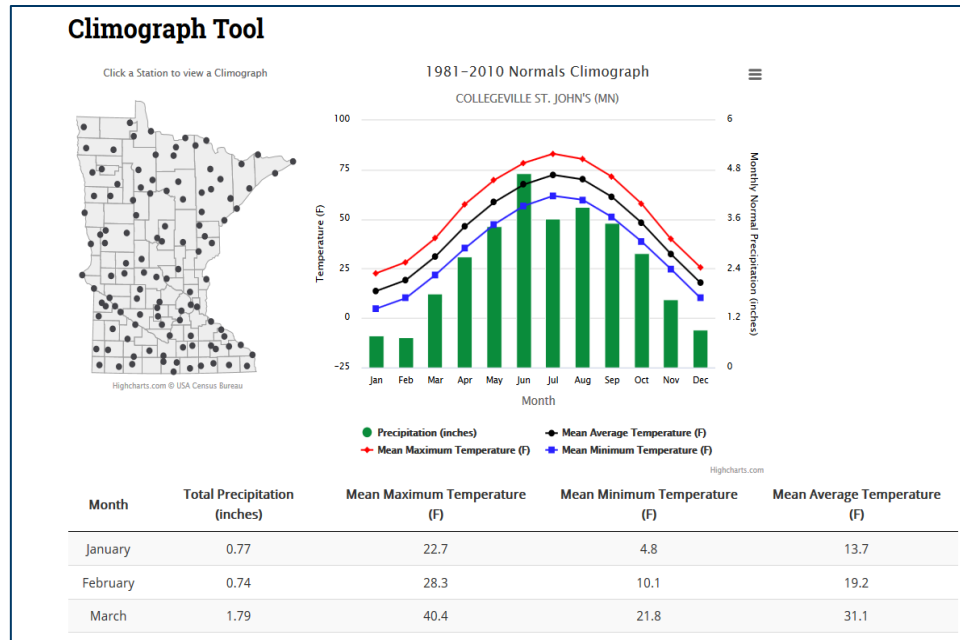 Climograph Tool
Click a Station to view a Climograph
Highcharts.com © USA Census Bureau
1981-2010 Normals Climograph
COLLEGEVILLE ST. JOHN'S (MN)
Temperature (F)
100
75
50
25
0
-25
Monthly Normal Precipitation (inches)
6
4.8
3.6
2.4
1.2
0
Jan Feb Mar Apr May Jun Jul Aug Sep Oct Nov Dec
Month
Precipitation (inches) Mean Average Temperature (F)
Mean Maximum Temperature (F) Mean Minimum Temperature (F)
Highcharts.com
Month Total Precipitation (inches) Mean Maximum Temperature (F) Mean Minimum Temperature (F) Mean Average Temperature (F)
January 0.77 22.7 4.8 13.7
February 0.74 28.3 10.1 19.2
March 1.79 40.4 21.8 31.1